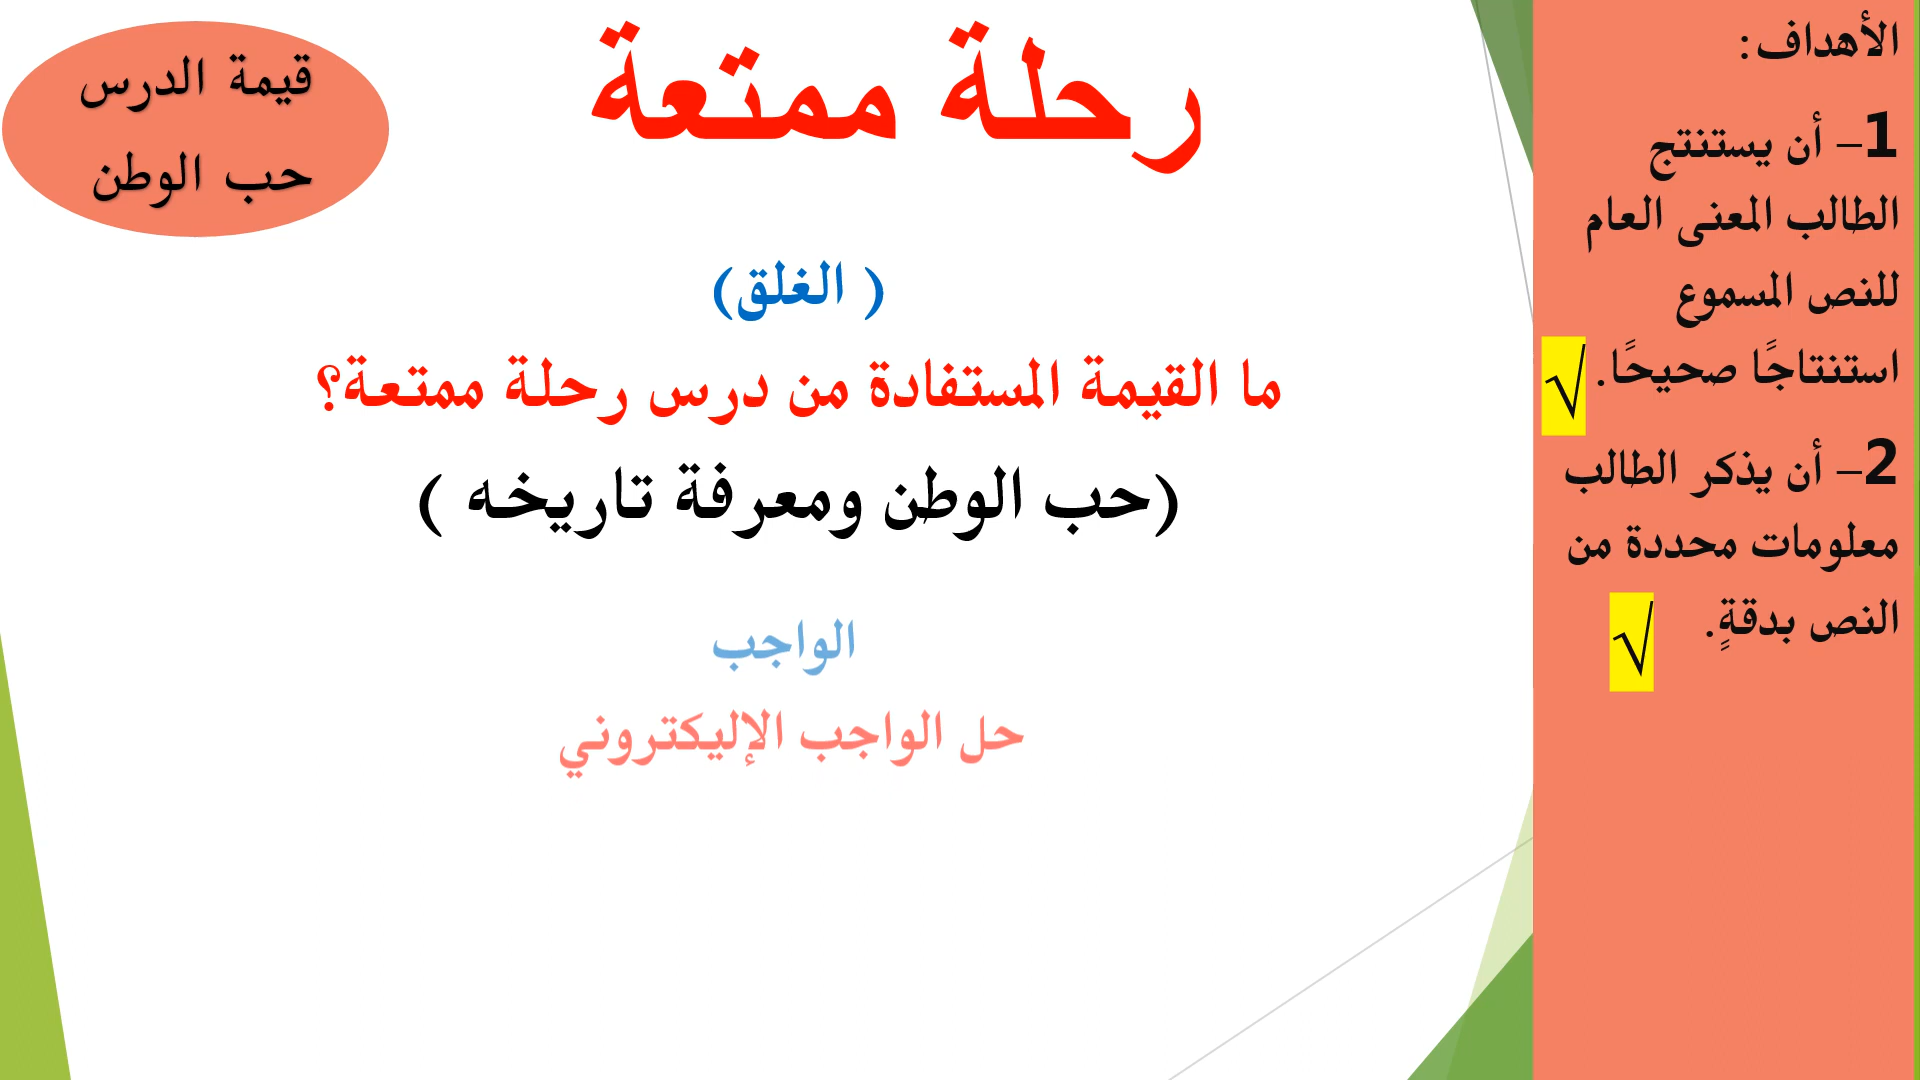 رحلة ممتعة
قيمة الدرس
حب الوطن
( الغلق)
ما القيمة المستفادة من درس رحلة ممتعة؟
(حب الوطن ومعرفة تاريخه )
الواجب
حل الواجب الإليكتروني
الأهداف:
1– أن يستنتج
الطالب المعنى العام
للنص المسموع
استنتاجًا صحيحًا. √
2– أن يذكر الطالب
معلومات محددة من
النص بدقةٍ. √